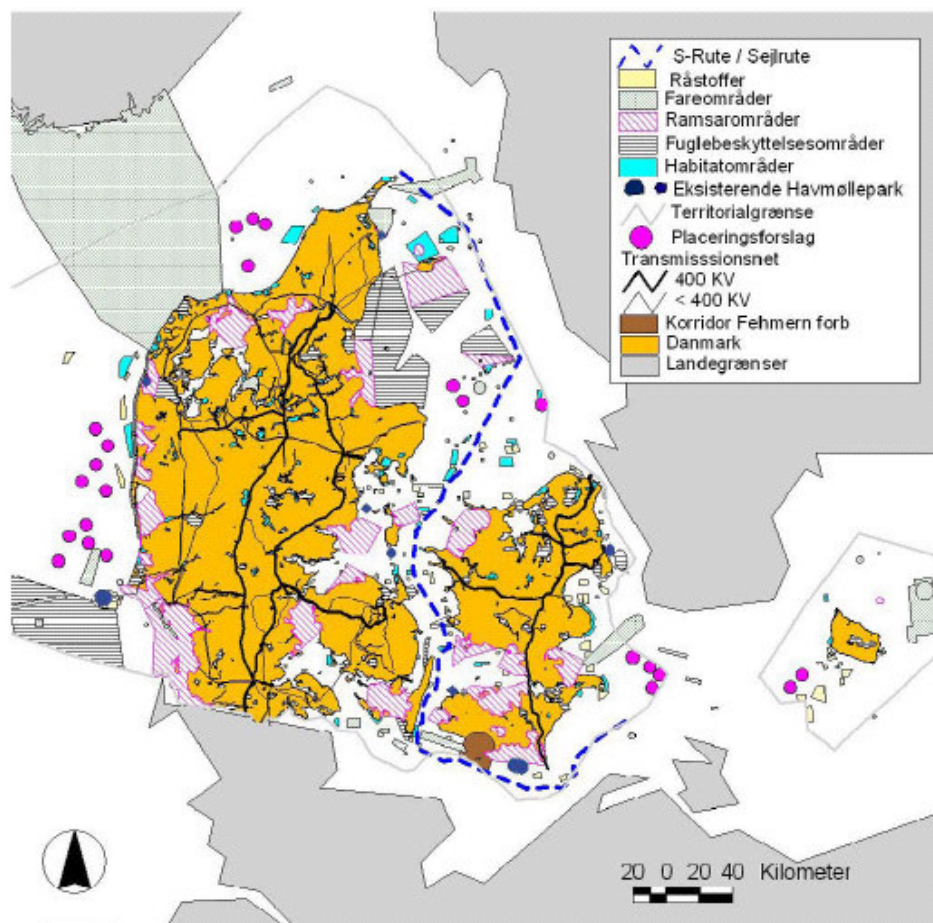 S-Rute / Sejlrute
Råstoffer
Fareområder
Ramsarområder
Fuglebeskyttelsesområder
Habitatområder
Eksisterende Havmøllepark
Territorialgrænse
Placeringsforslag
Transmisssionsnet
400 KV
< 400 KV
Korridor Fehmern forb
Danmark
Landegrænser
20 0 20 40 Kilometer